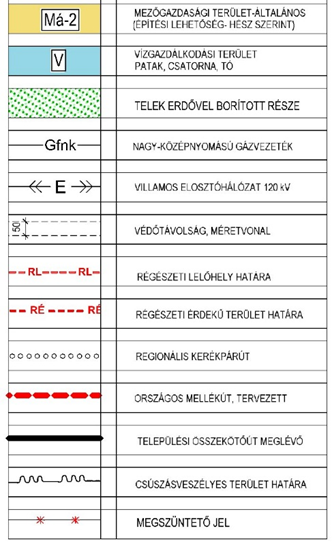 Má-2
MEZŐGAZDASÁGI TERÜLET-ÁLTALÁNOS
(ÉPÍTÉSI LEHETŐSÉG- HÉSZ SZERINT)
V
VÍZGAZDÁLKODÁSI TERÜLET
PATAK, CSATORNA, TÓ
TELEK ERDŐVEL BORÍTOTT RÉSZE
Gfnk
NAGY-KÖZÉPNYOMÁSÚ GÁZVEZETÉK
E
VILLAMOS ELOSZTÓHÁLÓZAT 120 kV
50
VÉDŐTÁVOLSÁG, MÉRETVONAL
RL RL
RÉGÉSZETI LELŐHELY HATÁRA
RÉ RÉ
RÉGÉSZETI ÉRDEKŰ TERÜLET HATÁRA
REGIONÁLIS KERÉKPÁRÚT
ORSZÁGOS MELLÉKÚT, TERVEZETT
TELEPÜLÉSI ÖSSZEKÖTŐÚT MEGLÉVŐ
CSÚSZÁSVESZÉLYES TERÜLET HATÁRA
MEGSZÜNTETŐ JEL